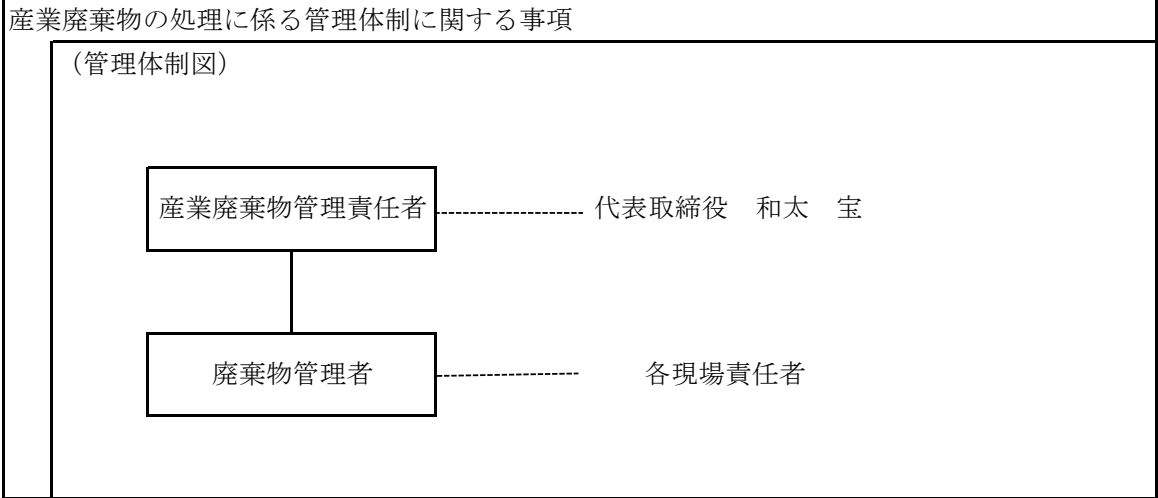 産業廃棄物の処理に係る管理体制に関する事項
（管理体制図）
産業廃棄物管理責任者 代表取締役　和太　宝
廃棄物管理者 各現場責任者